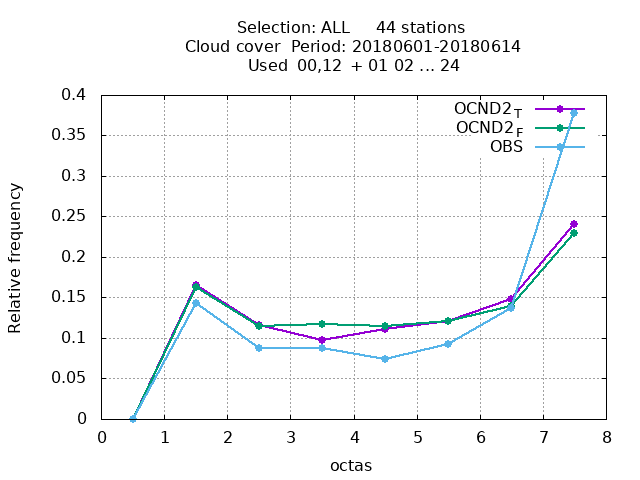 Selection: ALL 44 stations
Cloud cover Period: 20180601-20180614
Used 00,12 + 01 02 ... 24
OCND2T
OCND2F
OBS
0.4
0.35
0.3
0.25
0.2
0.15
0.1
0.05
0
Relative frequency
0 1 2 3 4 5 6 7 8
octas